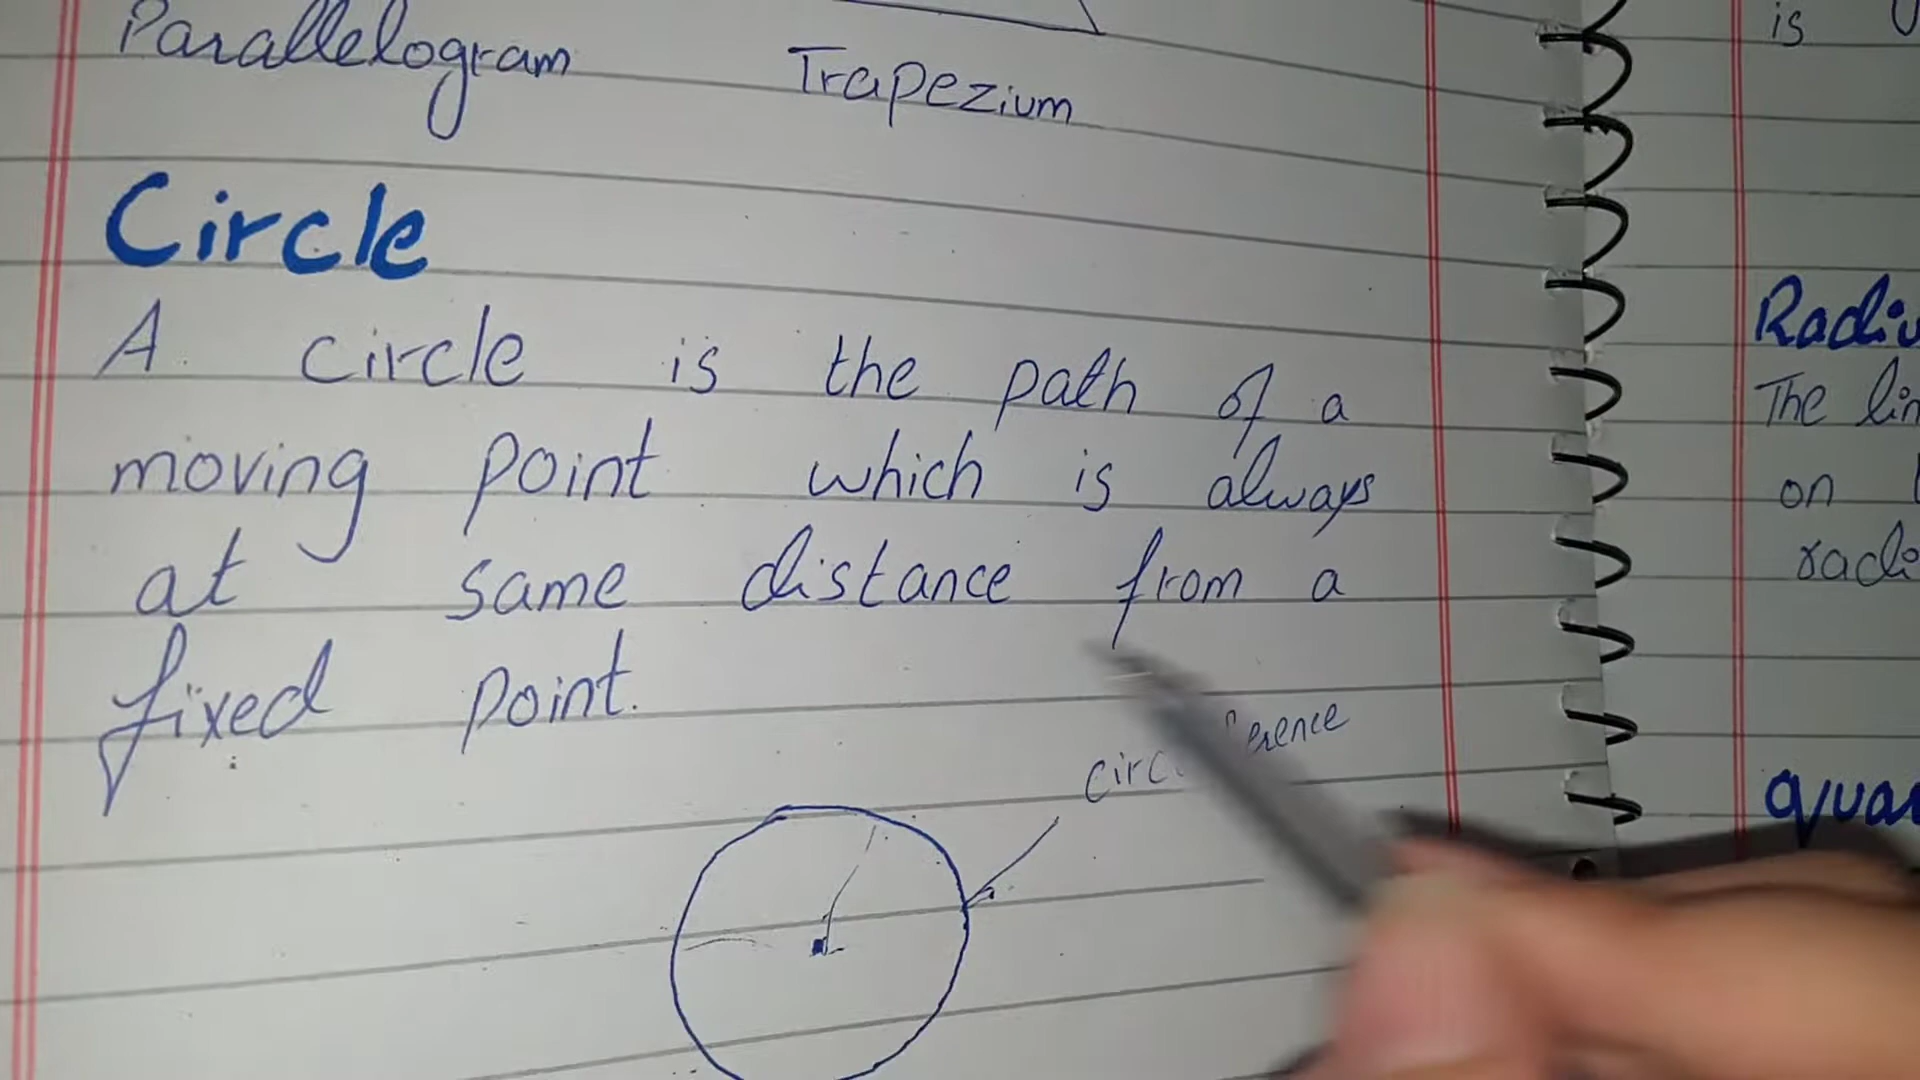 Parallelogram Trapezium
Circle
A circle is the path of a
moving point which is always
at same distance from a
fixed point.
is
The
on